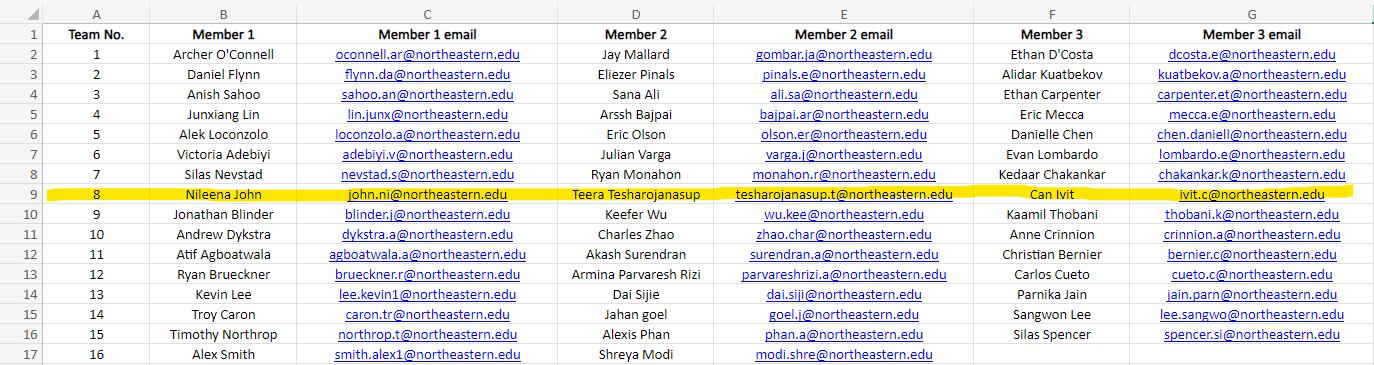 A B C D E F G
1 Team No. Member 1 Member 1 email Member 2 Member 2 email Member 3 Member 3 email
2 1 Archer O'Connell oconnell.ar@northeastern.edu Jay Mallard gombar.ja@northeastern.edu Ethan D'Costa dcosta.e@northeastern.edu
3 2 Daniel Flynn flynn.da@northeastern.edu Eliezer Pinals pinals.e@northeastern.edu Alidar Kuatbekov kuatbekov.a@northeastern.edu
4 3 Anish Sahoo sahoo.an@northeastern.edu Sana Ali ali.sa@northeastern.edu Ethan Carpenter carpenter.et@northeastern.edu
5 4 Junxiang Lin lin.junx@northeastern.edu Arssh Bajpai bajpai.ar@northeastern.edu Eric Mecca mecca.e@northeastern.edu
6 5 Alek Loconzolo loconzolo.a@northeastern.edu Eric Olson olson.er@northeastern.edu Danielle Chen chen.daniell@northeastern.edu
7 6 Victoria Adebiyi adebiyi.v@northeastern.edu Julian Varga varga.j@northeastern.edu Evan Lombardo lombardo.e@northeastern.edu
8 7 Silas Nevstad nevstad.s@northeastern.edu Ryan Monahon monahon.r@northeastern.edu Kedaar Chakankar chakankar.k@northeastern.edu
9 8 Nileena John john.ni@northeastern.edu Teera Tesharojanasup tesharojanasup.t@northeastern.edu Can Ivit ivit.c@northeastern.edu
10 9 Jonathan Blinder blinder.j@northeastern.edu Keefer Wu wu.kee@northeastern.edu Kaamil Thobani thobani.k@northeastern.edu
11 10 Andrew Dykstra dykstra.a@northeastern.edu Charles Zhao zhao.char@northeastern.edu Anne Crinnion crinnion.a@northeastern.edu
12 11 Atif Agboatwala agboatwala.a@northeastern.edu Akash Surendran surendran.a@northeastern.edu Christian Bernier bernier.c@northeastern.edu
13 12 Ryan Brueckner brueckner.r@northeastern.edu Armina Parvaresh Rizi parvareshrizi.a@northeastern.edu Carlos Cueto cueto.c@northeastern.edu
14 13 Kevin Lee lee.kevin1@northeastern.edu Dai Sijie dai.siji@northeastern.edu Parnika Jain jain.parn@northeastern.edu
15 14 Troy Caron caron.tr@northeastern.edu Jahan goel goel.j@northeastern.edu Sangwon Lee lee.sangwo@northeastern.edu
16 15 Timothy Northrop northrop.t@northeastern.edu Alexis Phan phan.a@northeastern.edu Silas Spencer spencer.si@northeastern.edu
17 16 Alex Smith smith.alex1@northeastern.edu Shreya Modi modi.shre@northeastern.edu